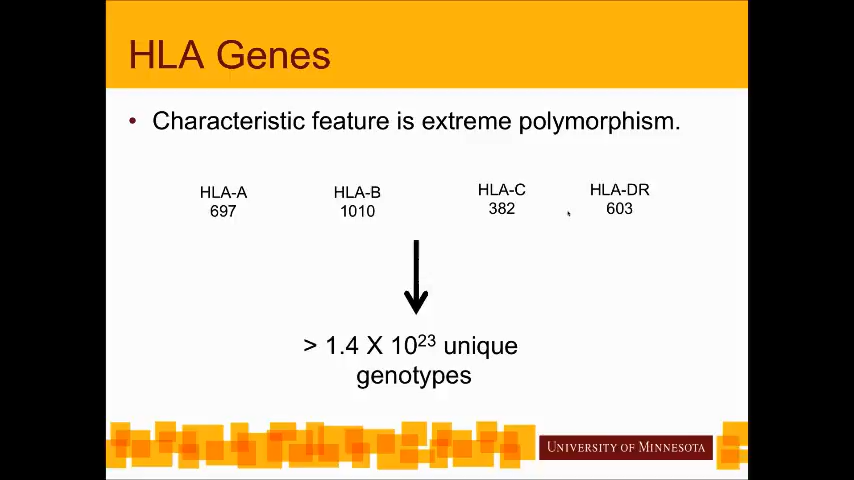 HLA Genes
• Characteristic feature is extreme polymorphism.
HLA-A HLA-B HLA-C HLA-DR
697 1010 382 603
> 1.4 X 10²³ unique
genotypes
UNIVERSITY OF MINNESOTA